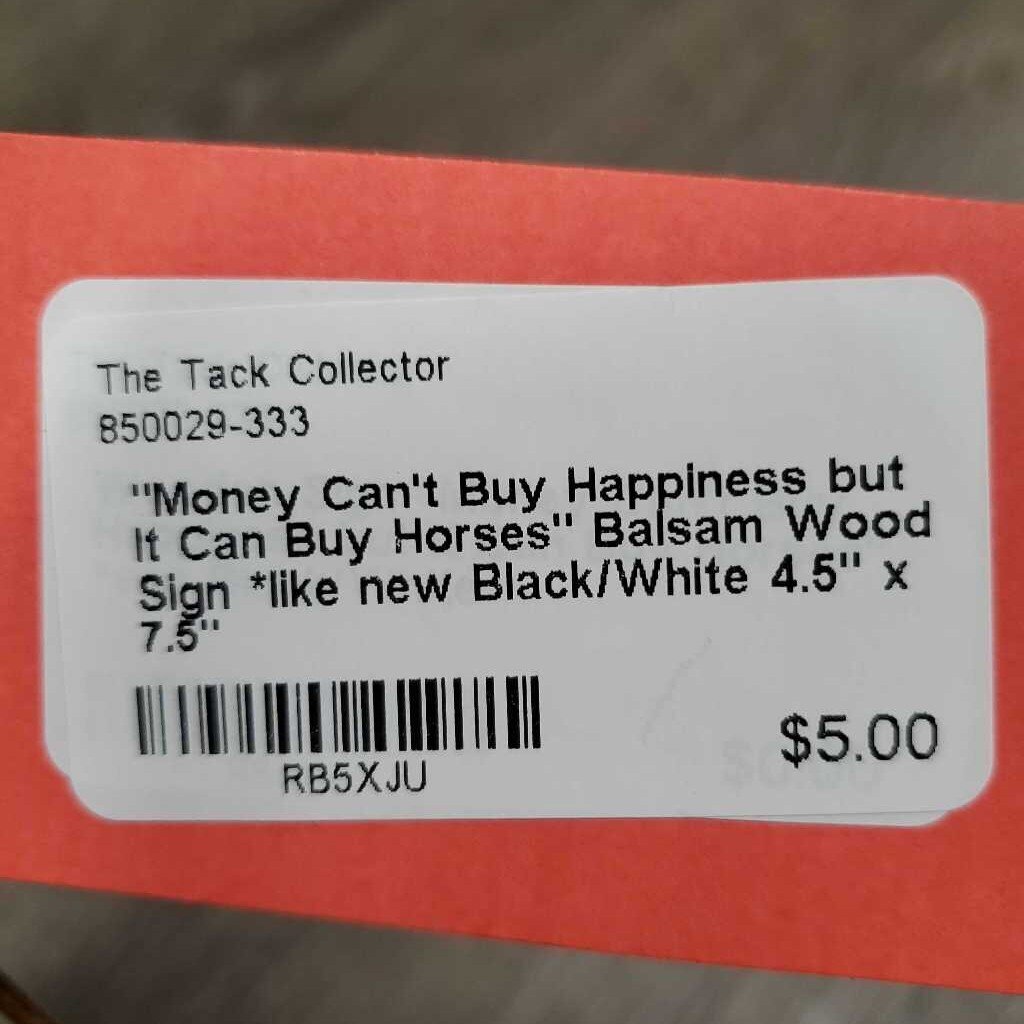 The Tack Collector
850029-333
"Money Can't Buy Happiness but
It Can Buy Horses" Balsam Wood
Sign *like new Black/White 4.5" x
7.5"
RB5XJU
$5.00